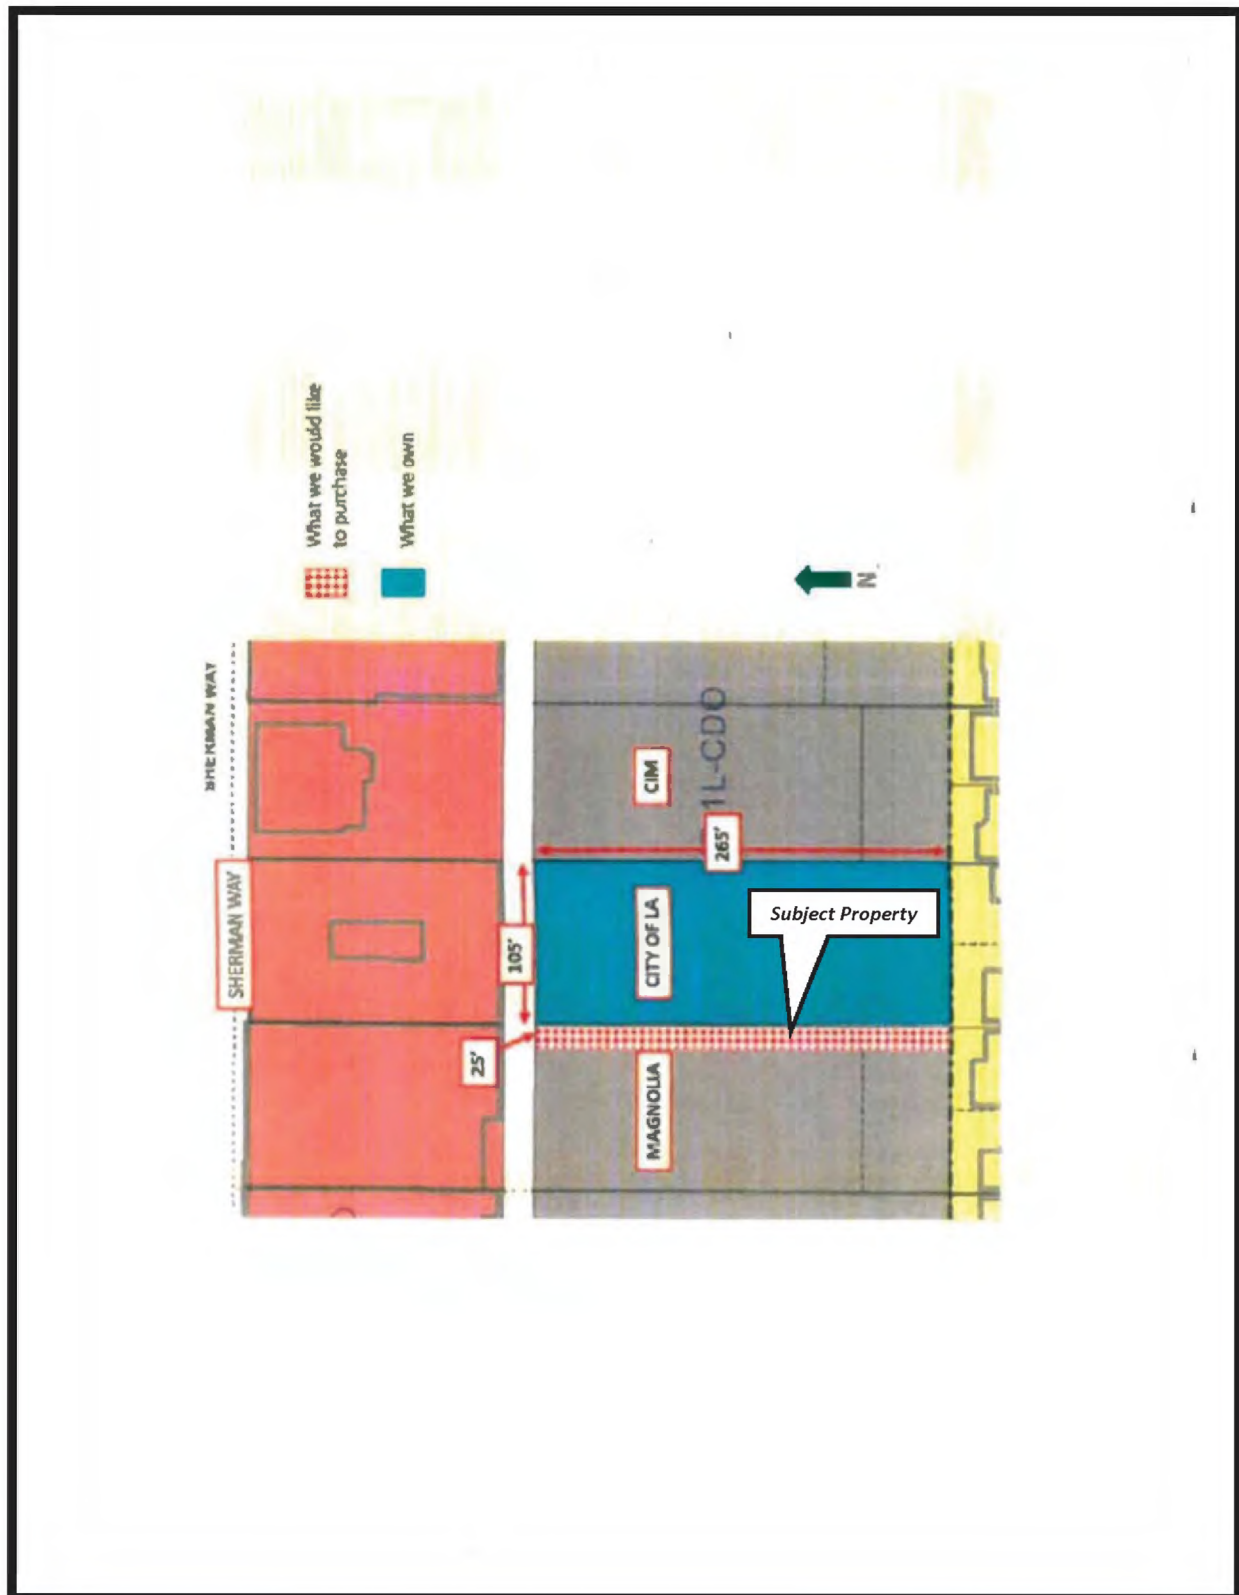 What we would like
to purchase
What we own
N
SHERMAN WAY
SHERMAN WAY
CIM
1L-CDO
265'
105'
CITY OF LA
Subject Property
25'
MAGNOLIA